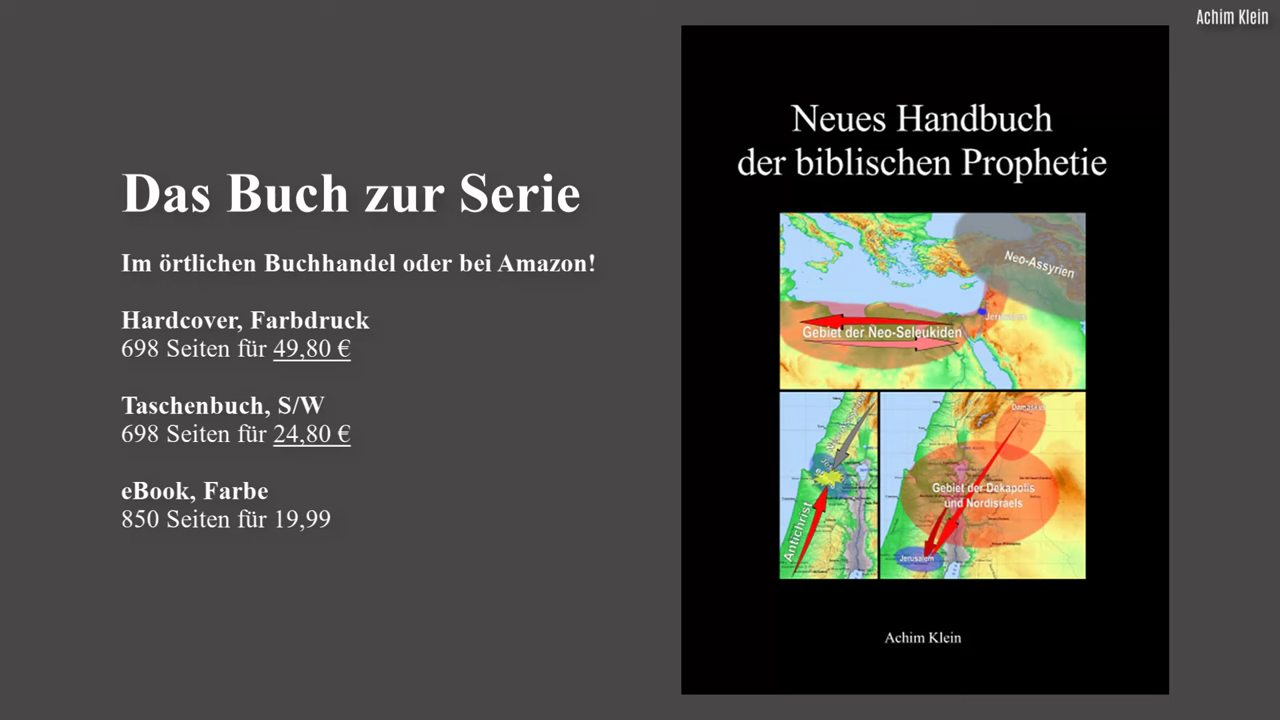 Achim Klein
Das Buch zur Serie
Im örtlichen Buchhandel oder bei Amazon!
Hardcover, Farbdruck
698 Seiten für 49,80 €
Taschenbuch, S/W
698 Seiten für 24,80 €
eBook, Farbe
850 Seiten für 19,99
Neues Handbuch
der biblischen Prophetie
Neo-Assyrien
Jerusalem
Gebiet der Neo-Seleukiden
Antichrist
Damaskus
Gebiet der Dekapolis
und Nordisraels
Jerusalem
Achim Klein